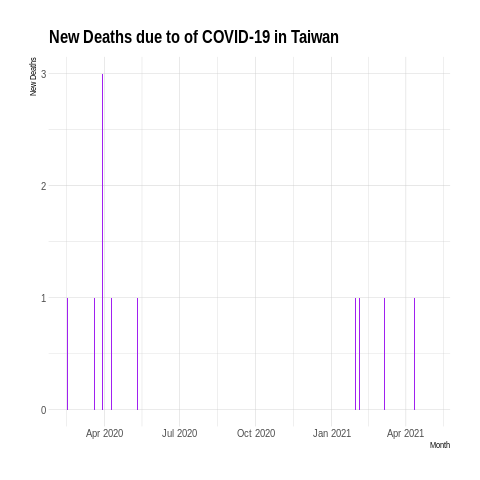 New Deaths due to of COVID-19 in Taiwan
New Deaths
3
2
1
0
Apr 2020 Jul 2020 Oct 2020 Jan 2021 Apr 2021
Month